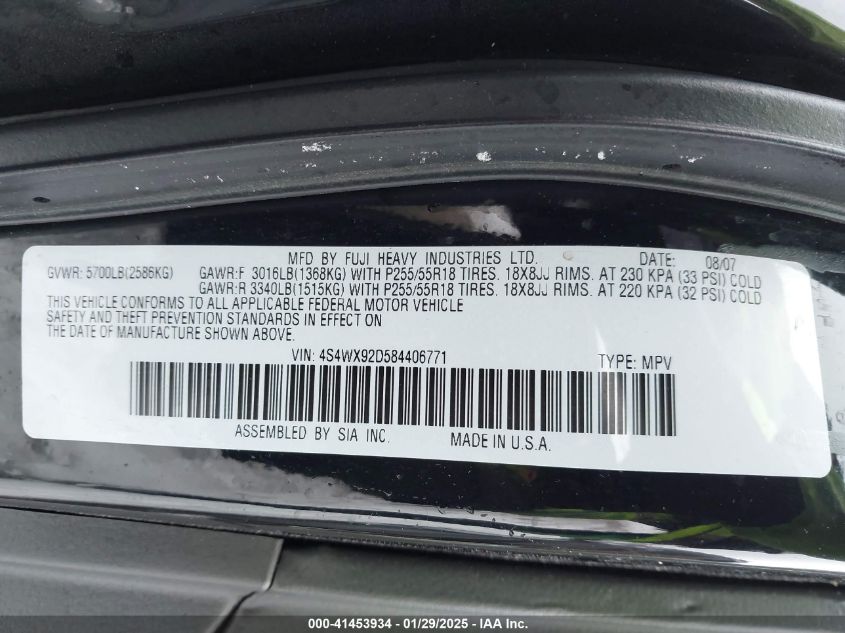 MFD BY FUJI HEAVY INDUSTRIES LTD. DATE: 08/07
GVWR: 5700LB(2586KG) GAWR:F 3016LB(1368KG) WITH P255/55R18 TIRES. 18X8JJ RIMS. AT 230 KPA (33 PSI) COLD
GAWR:R 3340LB(1515KG) WITH P255/55R18 TIRES. 18X8JJ RIMS. AT 220 KPA (32 PSI) COLD
THIS VEHICLE CONFORMS TO ALL APPLICABLE FEDERAL MOTOR VEHICLE
SAFETY AND THEFT PREVENTION STANDARDS IN EFFECT ON
THE DATE OF MANUFACTURE SHOWN ABOVE.
VIN: 4S4WX92D584406771 TYPE: MPV
ASSEMBLED BY SIA INC. MADE IN U.S.A.
000-41453934 - 01/29/2025 - IAA Holdings, LLC.